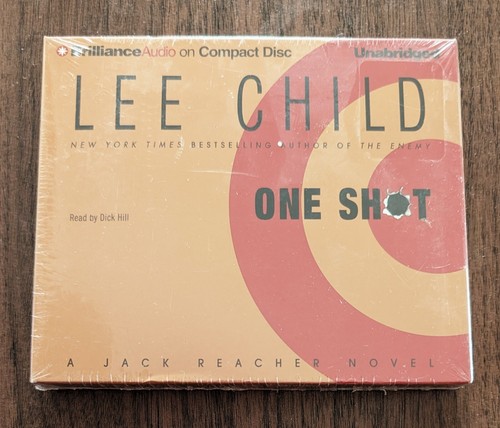 BrillianceAudio on Compact Disc
Unabridged
LEE CHILD
NEW YORK TIMES BESTSELLING AUTHOR OF THE ENEMY
ONE SHOT
Read by Dick Hill
A JACK REACHER NOVEL